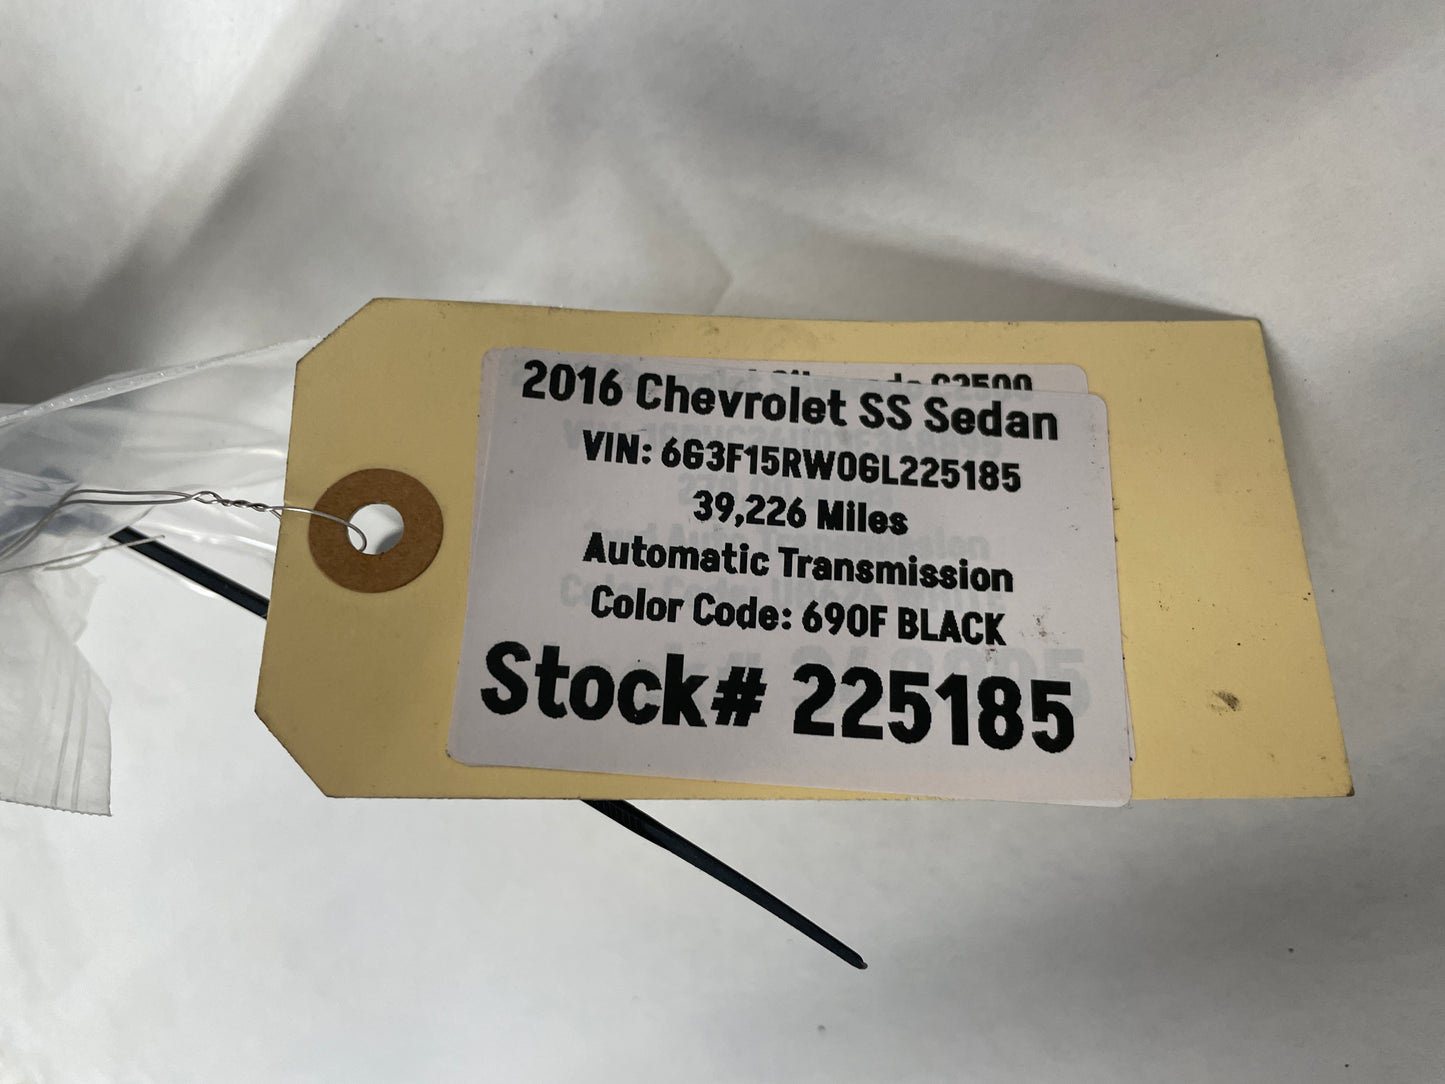 2016 Chevrolet SS Sedan
VIN: 6G3F15RW0GL225185
39,226 Miles
Automatic Transmission
Color Code: 690F BLACK
Stock# 225185